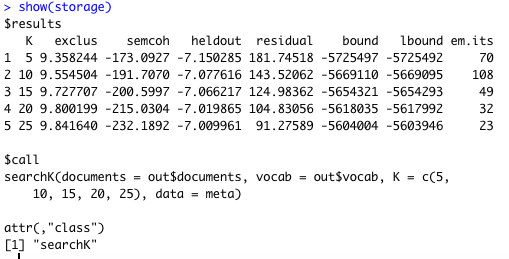 > show(storage)
$results
   K   exclus   semcoh   heldout  residual    bound   lbound em.its
1  5 9.358244 -173.0927 -7.150285 181.74518 -5725497 -5725492     70
2 10 9.554504 -191.7070 -7.077616 143.52062 -5669110 -5669095    108
3 15 9.727707 -200.5997 -7.066217 124.98362 -5654321 -5654293     49
4 20 9.800199 -215.0304 -7.019865 104.83056 -5618035 -5617992     32
5 25 9.841640 -232.1892 -7.009961  91.27589 -5604004 -5603946     23
$call
searchK(documents = out$documents, vocab = out$vocab, K = c(5,
    10, 15, 20, 25), data = meta)
attr(,"class")
[1] "searchK"